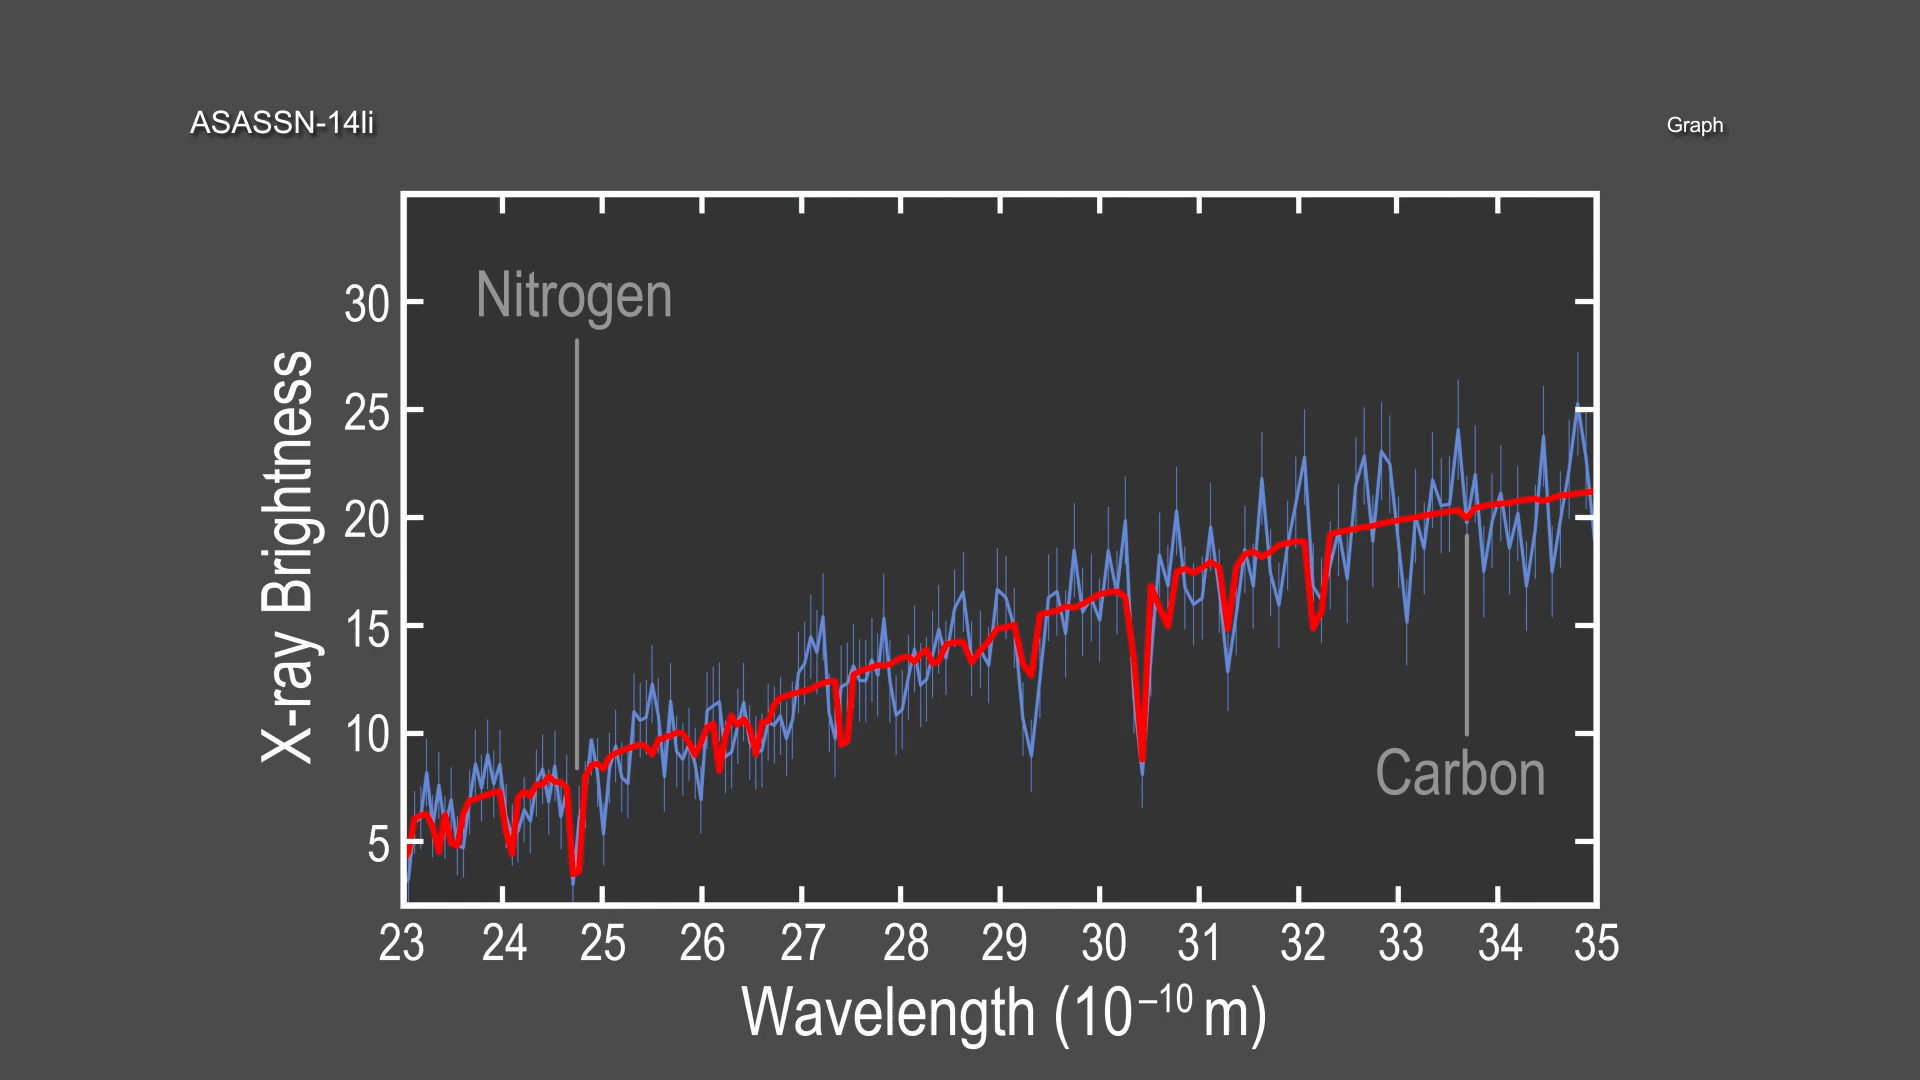 ASASSN-14li
Graph
Nitrogen
30
25
20
15
10
5
X-ray Brightness
Carbon
23 24 25 26 27 28 29 30 31 32 33 34 35
Wavelength (10⁻¹⁰ m)